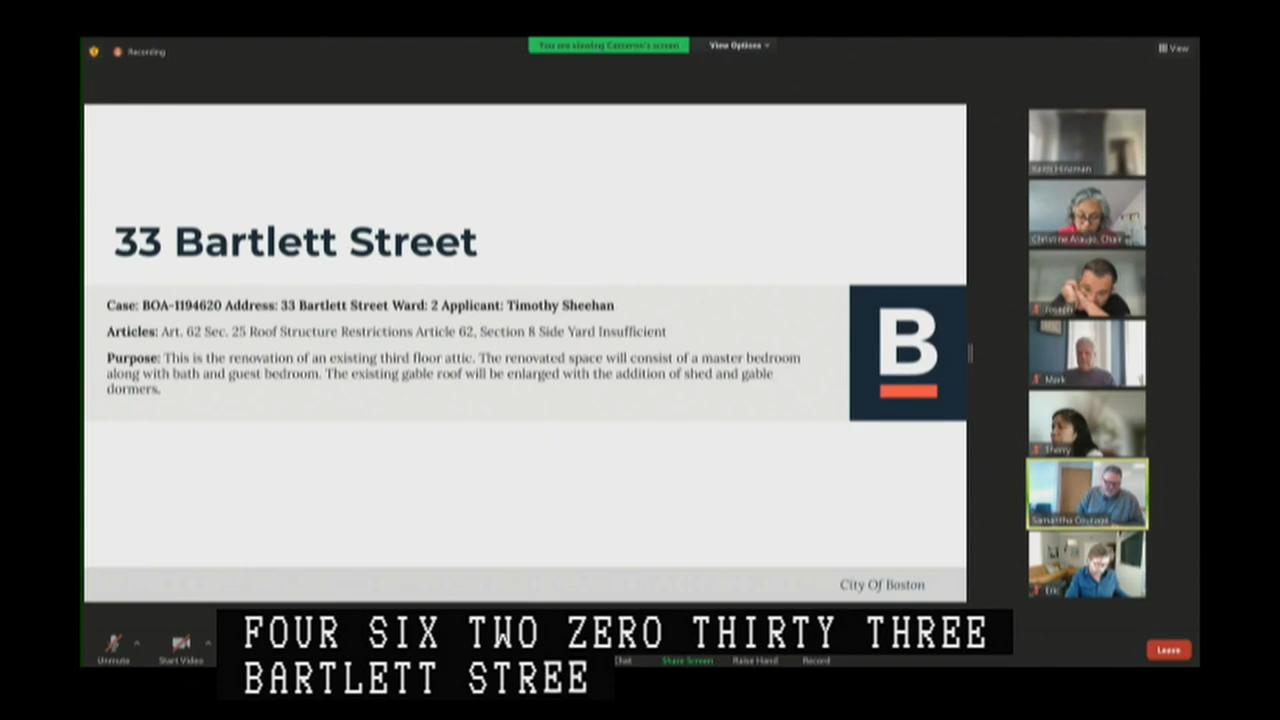 Recording
You are viewing Cameron's screen
View Options
View
33 Bartlett Street
Case: BOA-1194620 Address: 33 Bartlett Street Ward: 2 Applicant: Timothy Sheehan
Articles: Art. 62 Sec. 25 Roof Structure Restrictions Article 62, Section 8 Side Yard Insufficient
Purpose: This is the renovation of an existing third floor attic. The renovated space will consist of a master bedroom
along with bath and guest bedroom. The existing gable roof will be enlarged with the addition of shed and gable
dormers.
B
City Of Boston
Christine Araujo, Chair
Joseph
Mark
Sherry
Samantha Courage
Eric
Unmute
Start Video
Chat
Share Screen
Raise Hand
Record
Leave
FOUR SIX TWO ZERO THIRTY THREE
BARTLETT STREE